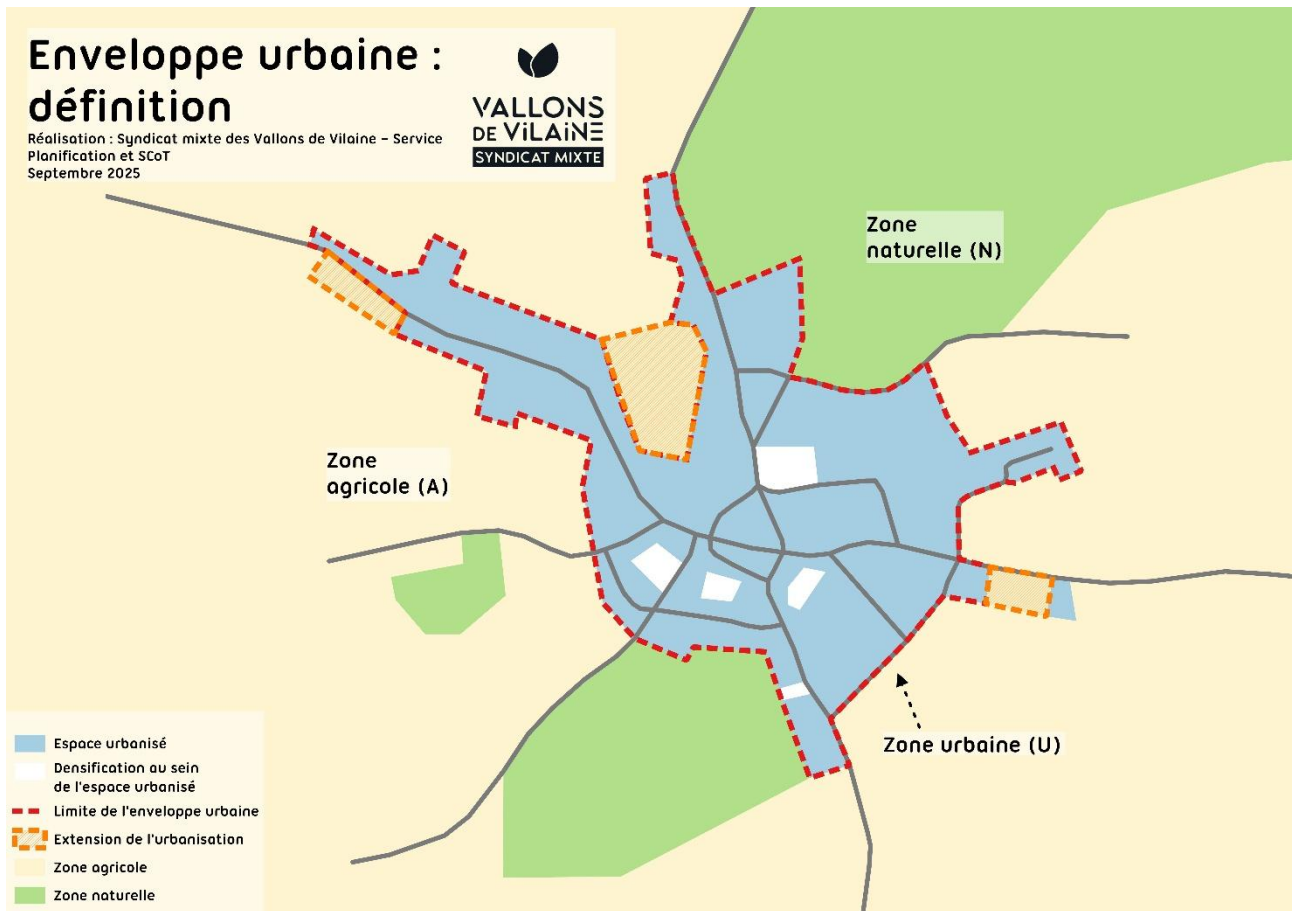 Enveloppe urbaine :
définition
Réalisation : Syndicat mixte des Vallons de Vilaine – Service
Planification et SCoT
Septembre 2025
VALLONS
DE ViLAiNE
SYNDICAT MIXTE
Zone
naturelle (N)
Zone
agricole (A)
Zone urbaine (U)
Espace urbanisé
Densification au sein
de l'espace urbanisé
Limite de l'enveloppe urbaine
Extension de l'urbanisation
Zone agricole
Zone naturelle